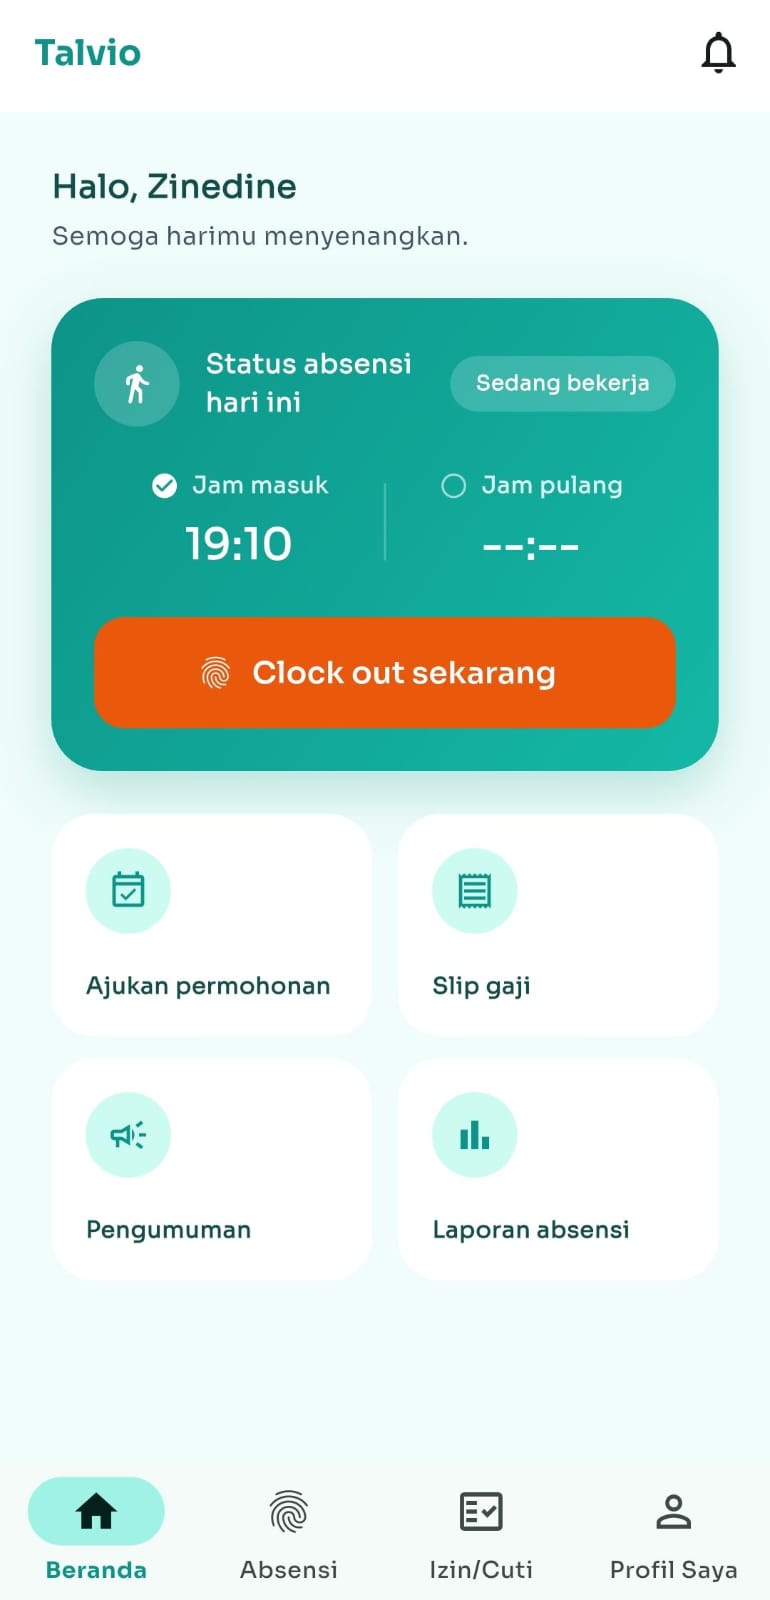 Talvio
Halo, Zinedine
Semoga harimu menyenangkan.
Status absensi
hari ini
Sedang bekerja
Jam masuk
19:10
Jam pulang
--:--
Clock out sekarang
Ajukan permohonan
Slip gaji
Pengumuman
Laporan absensi
Beranda
Absensi
Izin/Cuti
Profil Saya